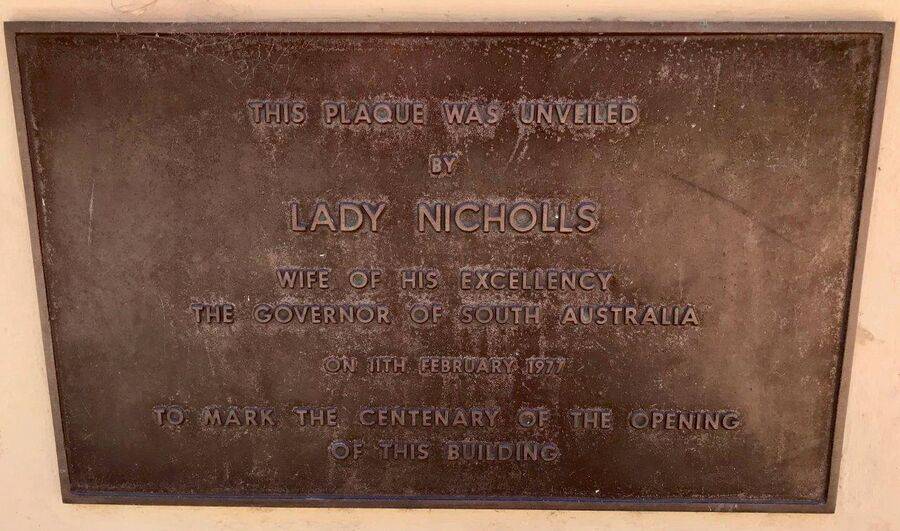 THIS PLAQUE WAS UNVEILED
BY
LADY NICHOLLS
WIFE OF HIS EXCELLENCY
THE GOVERNOR OF SOUTH AUSTRALIA
ON 11TH FEBRUARY 1977
TO MARK THE CENTENARY OF THE OPENING
OF THIS BUILDING